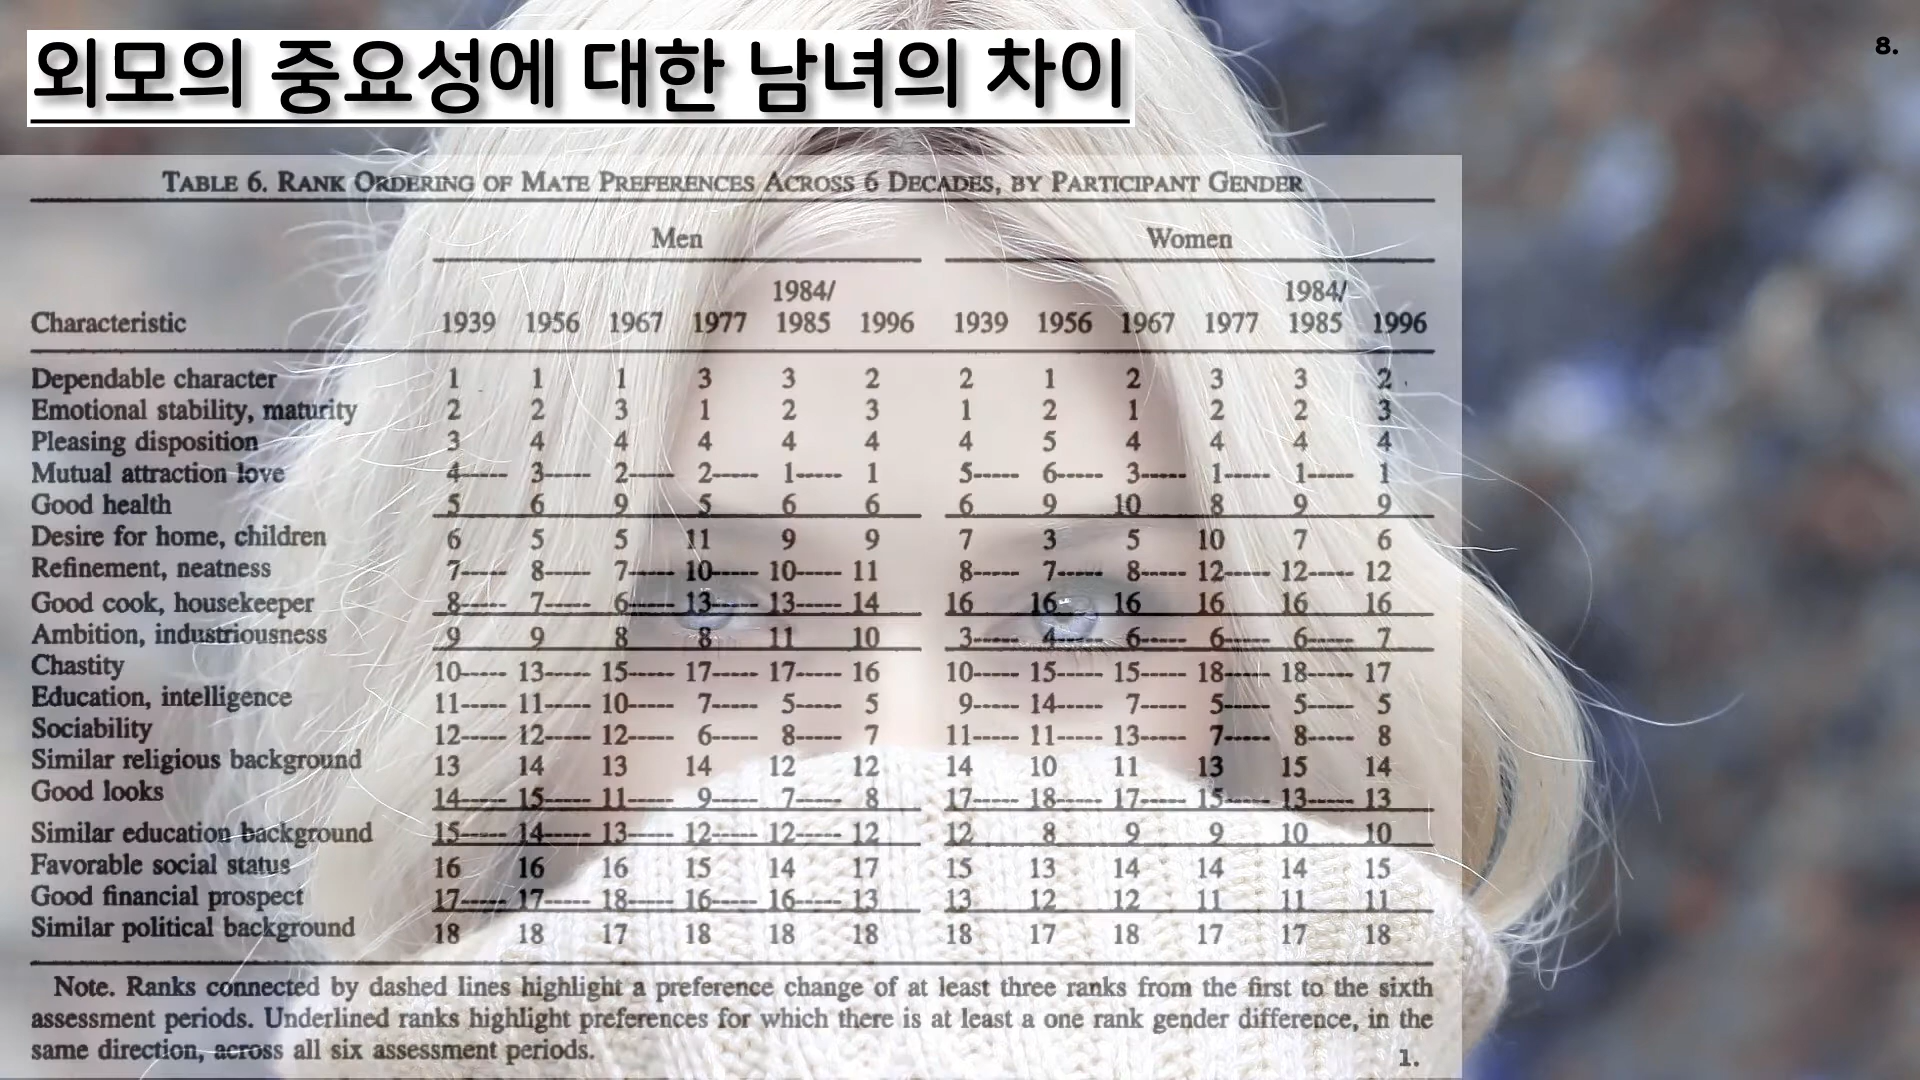 외모의 중요성에 대한 남녀의 차이
8.
TABLE 6. RANK ORDERING OF MATE PREFERENCES ACROSS 6 DECADES, BY PARTICIPANT GENDER
Men Women
1984/ 1984/
Characteristic 1939 1956 1967 1977 1985 1996 1939 1956 1967 1977 1985 1996
Dependable character 1 1 1 3 3 2 2 1 2 3 3 2
Emotional stability, maturity 2 2 3 1 2 3 1 2 1 2 2 3
Pleasing disposition 3 4 4 4 4 4 4 5 4 4 4 4
Mutual attraction love 4----- 3----- 2----- 2----- 1----- 1 5----- 6----- 3----- 1----- 1----- 1
Good health 5 6 9 5 6 6 6 9 10 8 9 9
Desire for home, children 6 5 5 11 9 9 7 3 5 10 7 6
Refinement, neatness 7----- 8----- 7----- 10----- 10----- 11 8----- 7----- 8----- 12----- 12----- 12
Good cook, housekeeper 8----- 7----- 6----- 13----- 13----- 14 16 16 16 16 16 16
Ambition, industriousness 9 9 8 8 11 10 3----- 4----- 6----- 6----- 6----- 7
Chastity 10----- 13----- 15----- 17----- 17----- 16 10----- 15----- 15----- 18----- 18----- 17
Education, intelligence 11----- 11----- 10----- 7----- 5----- 5 9----- 14----- 7----- 5----- 5----- 5
Sociability 12----- 12----- 12----- 6----- 8----- 7 11----- 11----- 13----- 7----- 8----- 8
Similar religious background 13 14 13 14 12 12 14 10 11 13 15 14
Good looks 14----- 15----- 11----- 9----- 7----- 8 17----- 18----- 17----- 15----- 13----- 13
Similar education background 15----- 14----- 13----- 12----- 12----- 12 12 8 9 9 10 10
Favorable social status 16 16 16 15 14 17 15 13 14 14 14 15
Good financial prospect 17----- 17----- 18----- 16----- 16----- 13 13 12 12 11 11 11
Similar political background 18 18 17 18 18 18 18 17 18 17 17 18
Note. Ranks connected by dashed lines highlight a preference change of at least three ranks from the first to the sixth
assessment periods. Underlined ranks highlight preferences for which there is at least a one rank gender difference, in the
same direction, across all six assessment periods.
1.